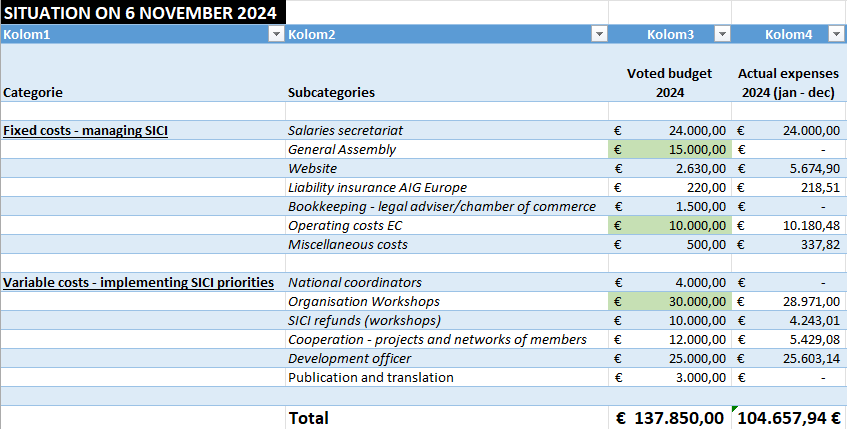 SITUATION ON 6 NOVEMBER 2024
Kolom1 Kolom2 Kolom3 Kolom4
Categorie Subcategories Voted budget 2024 Actual expenses 2024 (jan - dec)
Fixed costs - managing SICI Salaries secretariat € 24.000,00 € 24.000,00
General Assembly € 15.000,00 € -
Website € 2.630,00 € 5.674,90
Liability insurance AIG Europe € 220,00 € 218,51
Bookkeeping - legal adviser/chamber of commerce € 1.500,00 € -
Operating costs EC € 10.000,00 € 10.180,48
Miscellaneous costs € 500,00 € 337,82
Variable costs - implementing SICI priorities National coordinators € 4.000,00 € -
Organisation Workshops € 30.000,00 € 28.971,00
SICI refunds (workshops) € 10.000,00 € 4.243,01
Cooperation - projects and networks of members € 12.000,00 € 5.429,08
Development officer € 25.000,00 € 25.603,14
Publication and translation € 3.000,00 € -
Total € 137.850,00 104.657,94 €